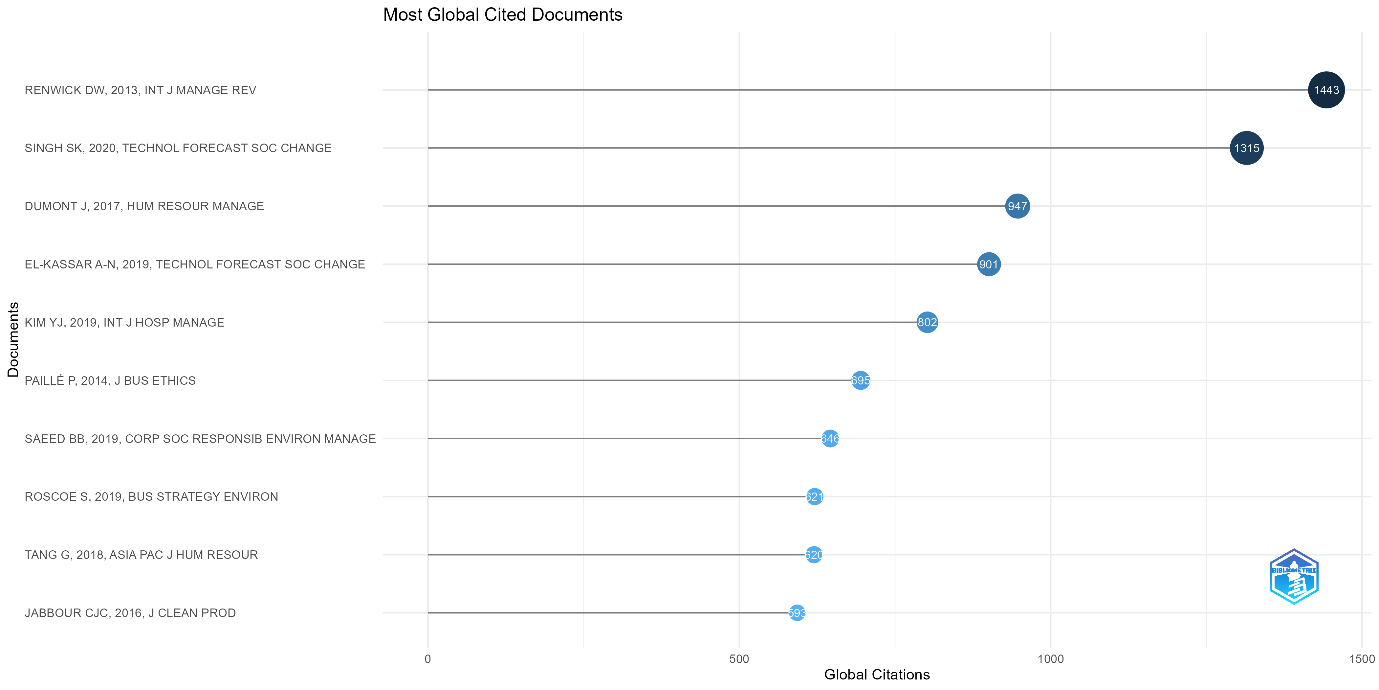 Most Global Cited Documents
RENWICK DW, 2013, INT J MANAGE REV
1443
SINGH SK, 2020, TECHNOL FORECAST SOC CHANGE
1315
DUMONT J, 2017, HUM RESOUR MANAGE
947
EL-KASSAR A-N, 2019, TECHNOL FORECAST SOC CHANGE
901
KIM YJ, 2019, INT J HOSP MANAGE
802
PAILLÉ P, 2014, J BUS ETHICS
695
SAEED BB, 2019, CORP SOC RESPONSIB ENVIRON MANAGE
646
ROSCOE S, 2019, BUS STRATEGY ENVIRON
621
TANG G, 2018, ASIA PAC J HUM RESOUR
620
JABBOUR CJC, 2016, J CLEAN PROD
593
Documents
BIBLIOMETRIX
0
500
1000
1500
Global Citations